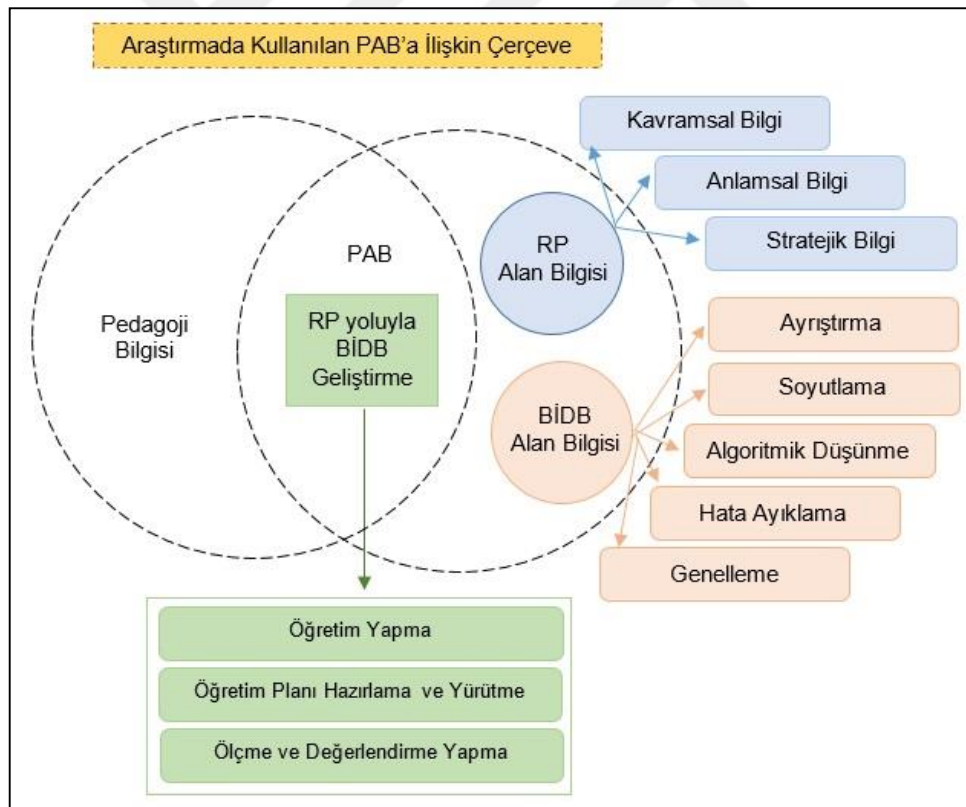 Araştırmada Kullanılan PAB'a İlişkin Çerçeve
Kavramsal Bilgi
Anlamsal Bilgi
Stratejik Bilgi
RP
Alan Bilgisi
PAB
Pedagoji
Bilgisi
RP yoluyla
BİDB
Geliştirme
BİDB
Alan Bilgisi
Ayrıştırma
Soyutlama
Algoritmik Düşünme
Hata Ayıklama
Genelleme
Öğretim Yapma
Öğretim Planı Hazırlama ve Yürütme
Ölçme ve Değerlendirme Yapma